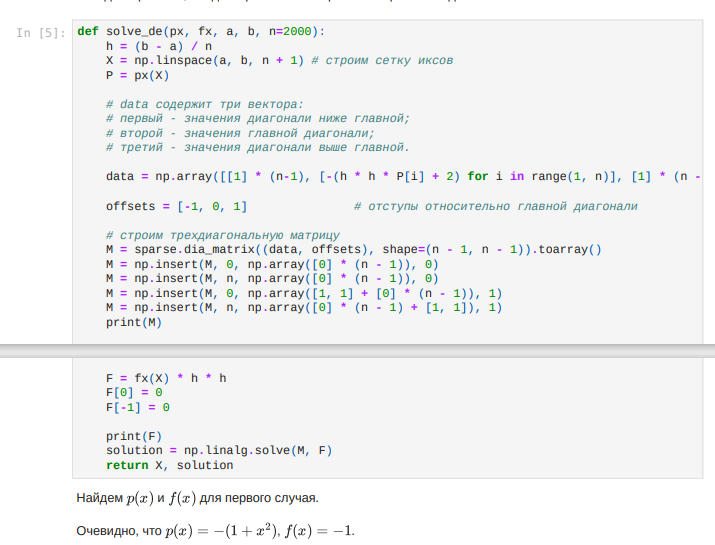 In [5]:
def solve_de(px, fx, a, b, n=2000):
h = (b - a) / n
X = np.linspace(a, b, n + 1) # строим сетку иксов
P = px(X)
# data содержит три вектора:
# первый - значения диагонали ниже главной;
# второй - значения главной диагонали;
# третий - значения диагонали выше главной.
data = np.array([[1] * (n-1), [-(h * h * P[i] + 2) for i in range(1, n)], [1] * (n -
offsets = [-1, 0, 1] # отступы относительно главной диагонали
# строим трехдиагональную матрицу
M = sparse.dia_matrix((data, offsets), shape=(n - 1, n - 1)).toarray()
M = np.insert(M, 0, np.array([0] * (n - 1)), 0)
M = np.insert(M, n, np.array([0] * (n - 1)), 0)
M = np.insert(M, 0, np.array([1, 1] + [0] * (n - 1)), 1)
M = np.insert(M, n, np.array([0] * (n - 1) + [1, 1]), 1)
print(M)
F = fx(X) * h * h
F[0] = 0
F[-1] = 0
print(F)
solution = np.linalg.solve(M, F)
return X, solution
Найдем p(x) и f(x) для первого случая.
Очевидно, что p(x) = −(1 + x²), f(x) = −1.